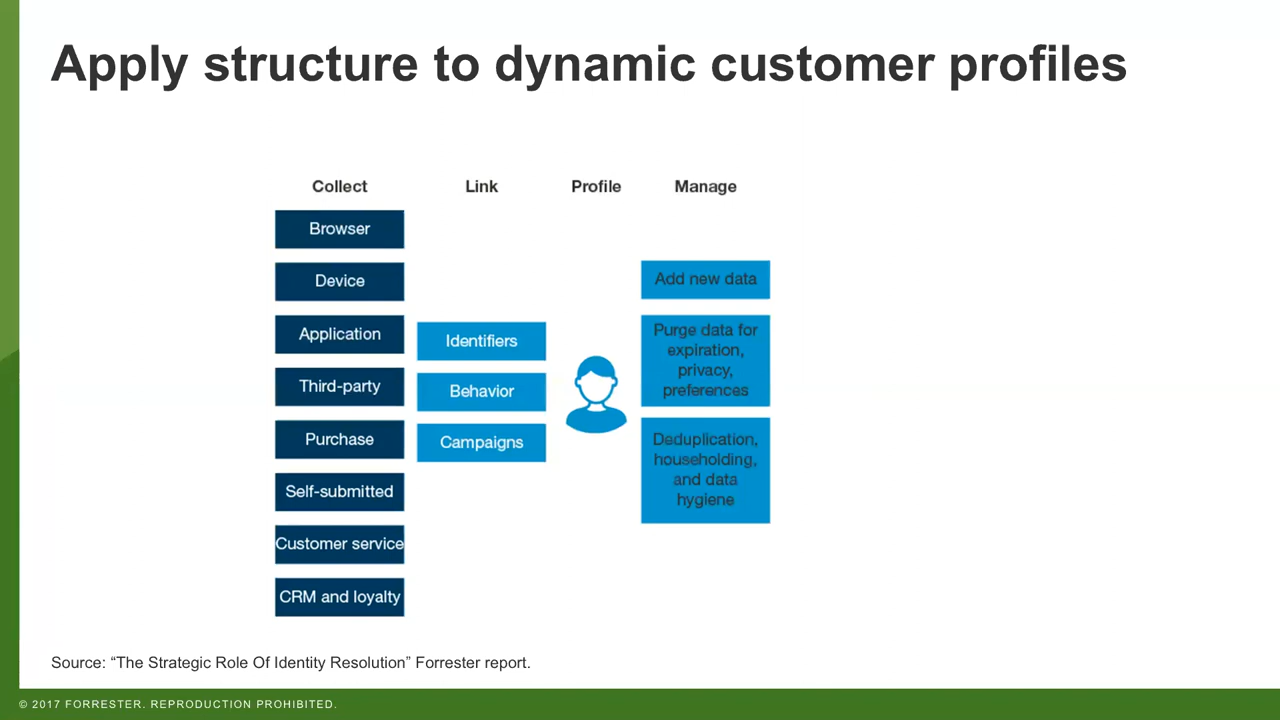 Apply structure to dynamic customer profiles
Collect
Link
Profile
Manage
Browser
Device
Application
Third-party
Purchase
Self-submitted
Customer service
CRM and loyalty
Identifiers
Behavior
Campaigns
Add new data
Purge data for
expiration,
privacy,
preferences
Deduplication,
householding,
and data
hygiene
Source: “The Strategic Role Of Identity Resolution” Forrester report.
© 2017 FORRESTER. REPRODUCTION PROHIBITED.